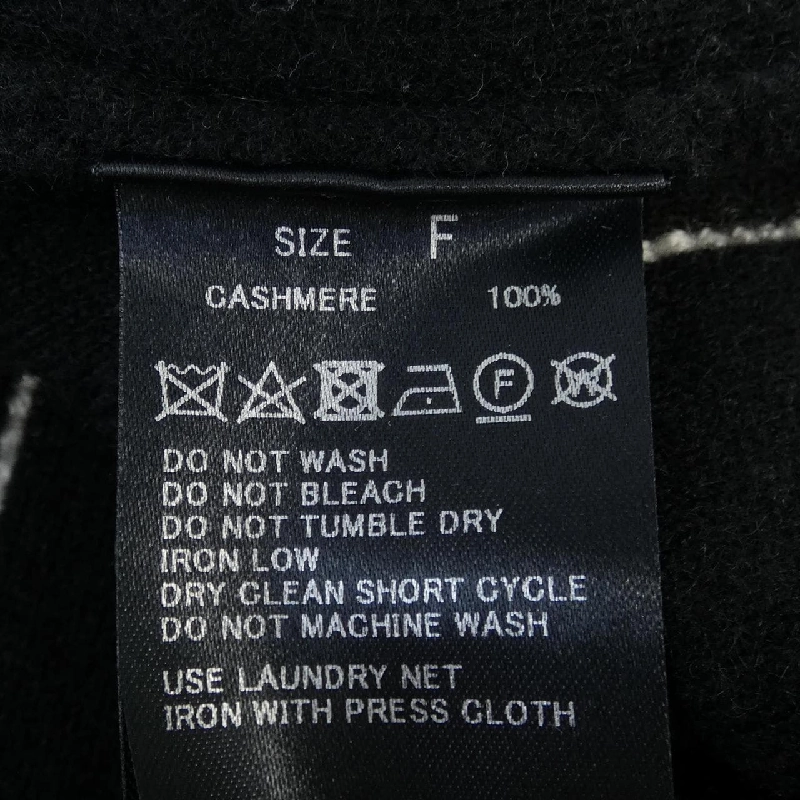 SIZE F
CASHMERE 100%
F W
DO NOT WASH
DO NOT BLEACH
DO NOT TUMBLE DRY
IRON LOW
DRY CLEAN SHORT CYCLE
DO NOT MACHINE WASH
USE LAUNDRY NET
IRON WITH PRESS CLOTH